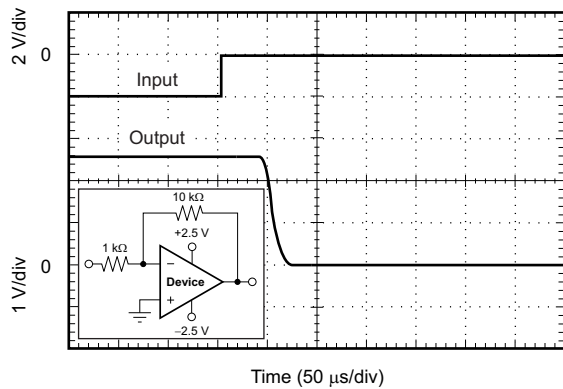 2 V/div
0
Input
Output
10 kΩ
+2.5 V
1 kΩ
−
Device
+
−2.5 V
0
1 V/div
Time (50 μs/div)